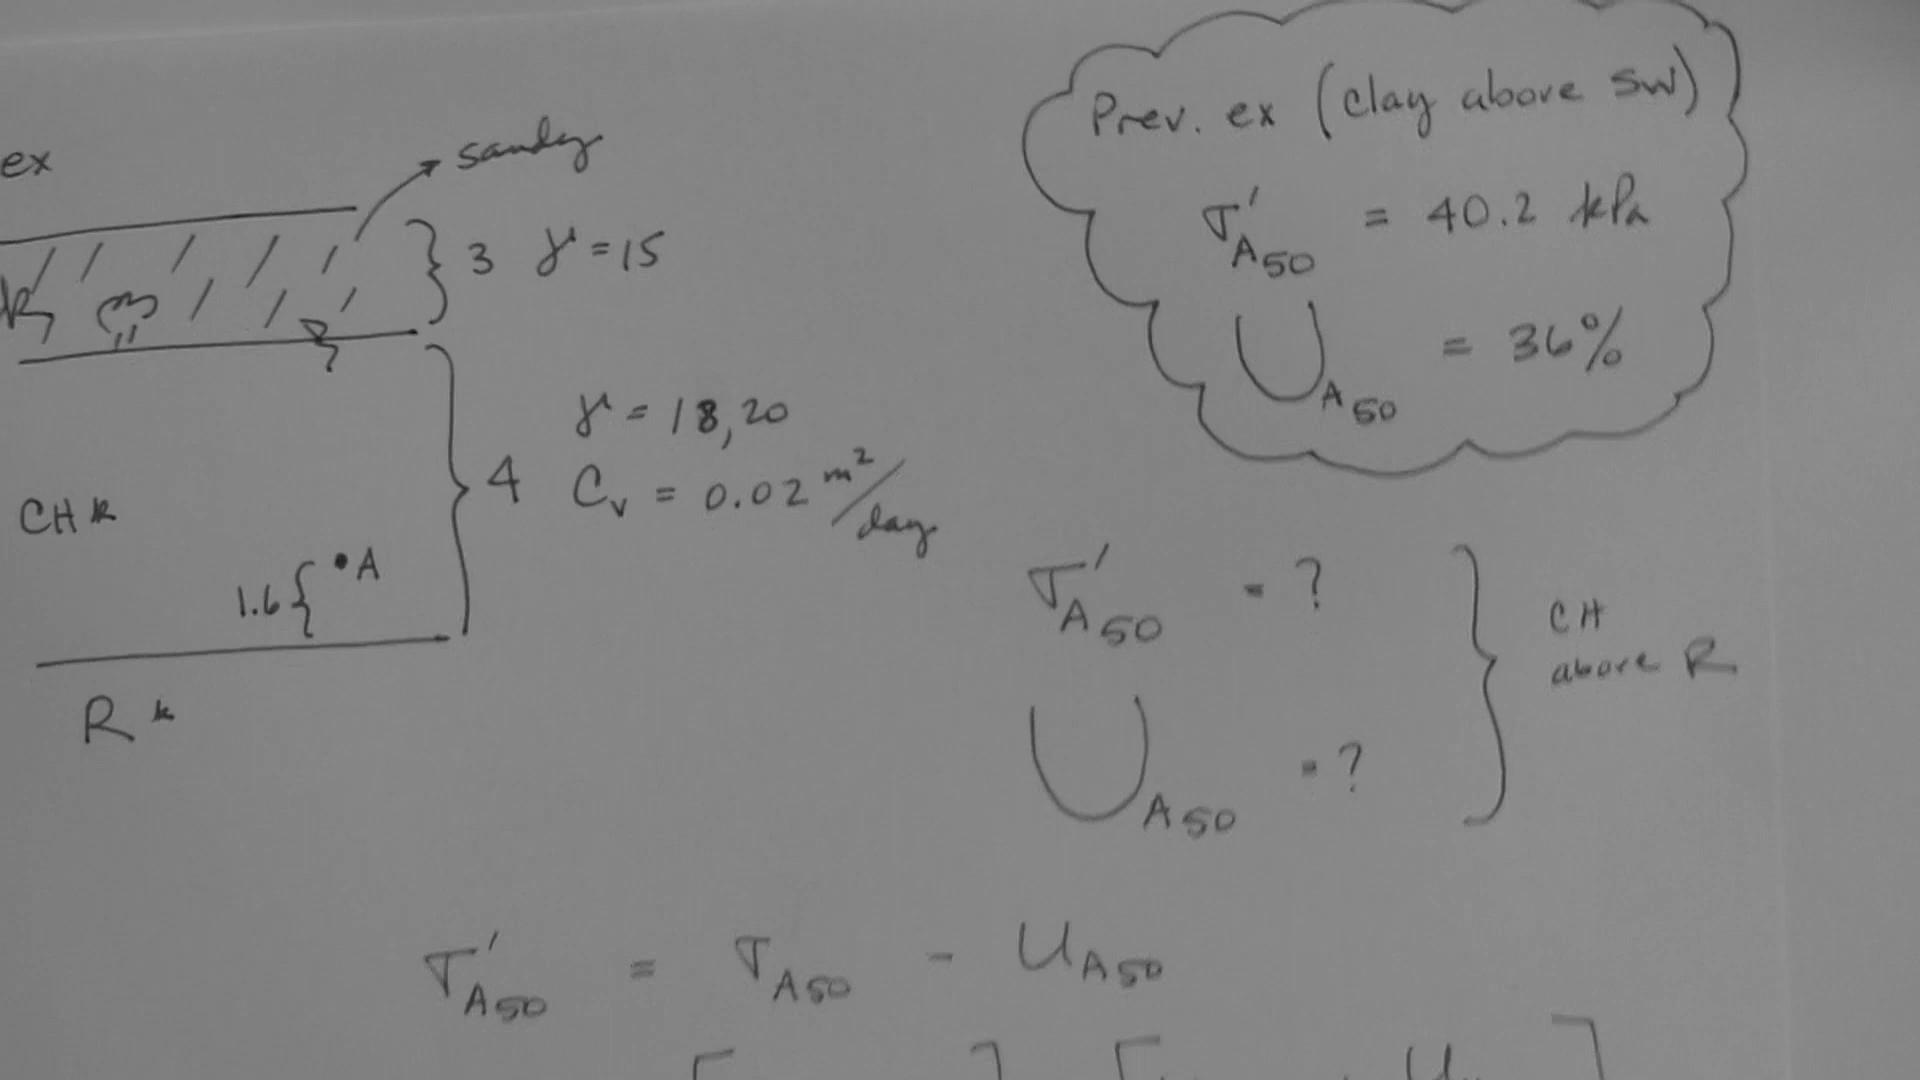 ex
sandy
3 γ = 15
γ = 18,20
4 Cv = 0.02 m²/day
CH k
1.6{ • A
R k
Prev. ex (clay above SW)
σ'A50 = 40.2 kPa
UA50 = 36%
σ'A50 = ?
UA50 = ?
CH
above R
σ'A50 = σA50 - uA50